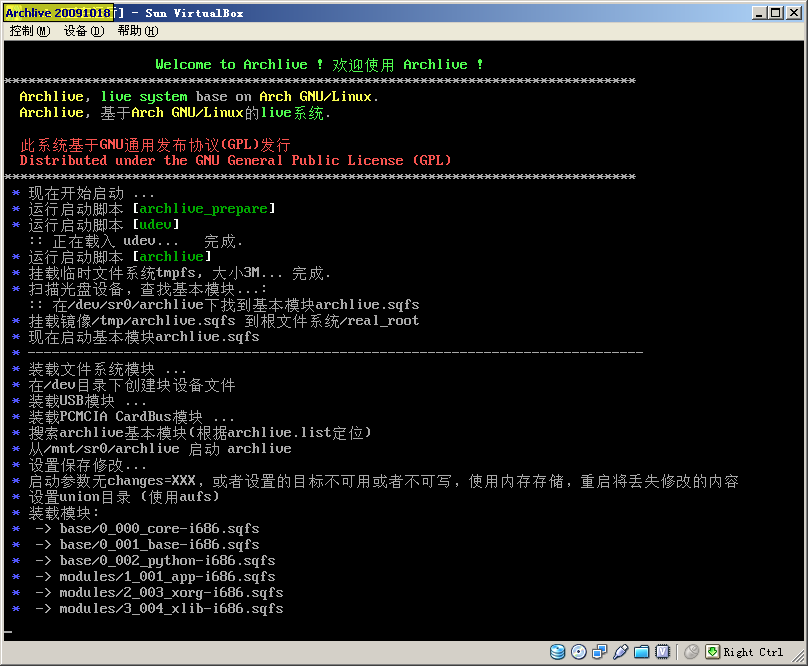 Archlive 20091018 行] - Sun VirtualBox
控制(M) 设备(D) 帮助(H)
Welcome to Archlive ! 欢迎使用 Archlive !
*******************************************************************************
Archlive, live system base on Arch GNU/Linux.
Archlive, 基于Arch GNU/Linux的live系统.
此系统基于GNU通用发布协议(GPL)发行
Distributed under the GNU General Public License (GPL)
*******************************************************************************
* 现在开始启动 ...
* 运行启动脚本 [archlive_prepare]
* 运行启动脚本 [udev]
:: 正在载入 udev... 完成.
* 运行启动脚本 [archlive]
* 挂载临时文件系统tmpfs, 大小3M... 完成.
* 扫描光盘设备, 查找基本模块...:
:: 在/dev/sr0/archlive下找到基本模块archlive.sqfs
* 挂载镜像/tmp/archlive.sqfs 到根文件系统/real_root
* 现在启动基本模块archlive.sqfs
* -----------------------------------------------------------------------------
* 装载文件系统模块 ...
* 在/dev目录下创建块设备文件
* 装载USB模块 ...
* 装载PCMCIA CardBus模块 ...
* 搜索archlive基本模块(根据archlive.list定位)
* 从/mnt/sr0/archlive 启动 archlive
* 设置保存修改...
* 启动参数无changes=XXX, 或者设置的目标不可用或者不可写, 使用内存存储, 重启将丢失修改的内容
* 设置union目录 (使用aufs)
* 装载模块:
* -> base/0_000_core-i686.sqfs
* -> base/0_001_base-i686.sqfs
* -> base/0_002_python-i686.sqfs
* -> modules/1_001_app-i686.sqfs
* -> modules/2_003_xorg-i686.sqfs
* -> modules/3_004_xlib-i686.sqfs
Right Ctrl